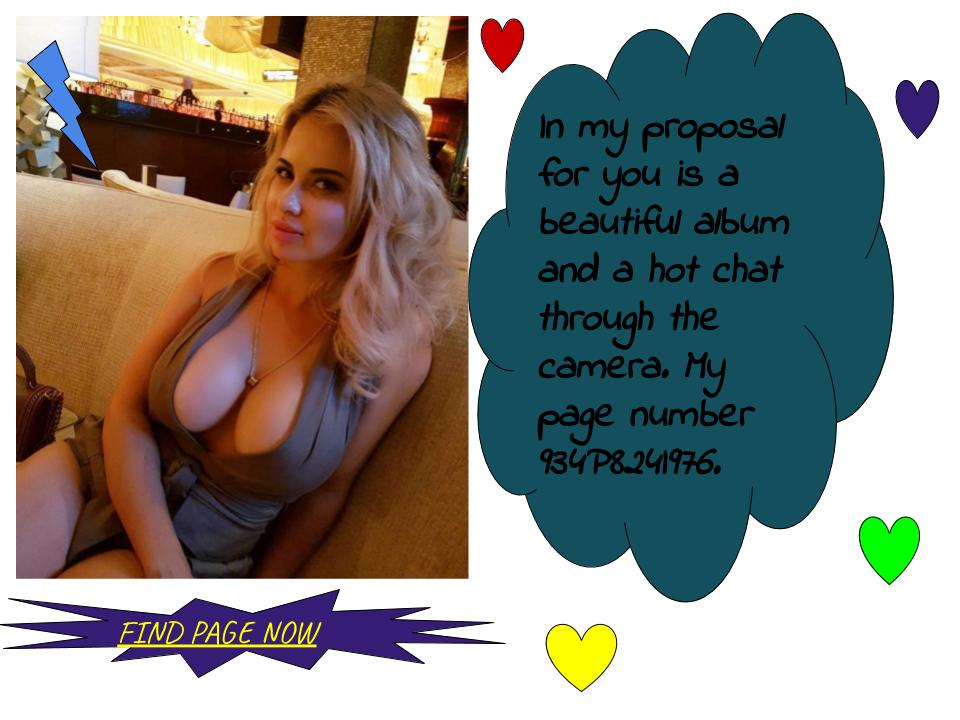 In my proposal
for you is a
beautiful album
and a hot chat
through the
camera. My
page number
934P8241976.
FIND PAGE NOW